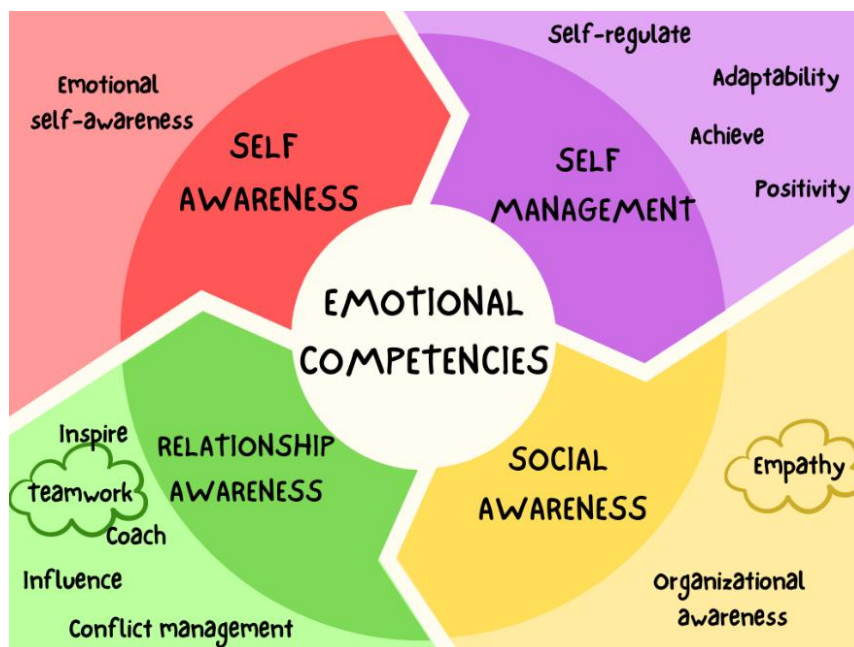 Emotional
self-awareness
SELF
AWARENESS
Self-regulate
Adaptability
Achieve
Positivity
SELF
MANAGEMENT
EMOTIONAL
COMPETENCIES
Inspire
Teamwork
Coach
Influence
Conflict management
RELATIONSHIP
AWARENESS
SOCIAL
AWARENESS
Empathy
Organizational
awareness